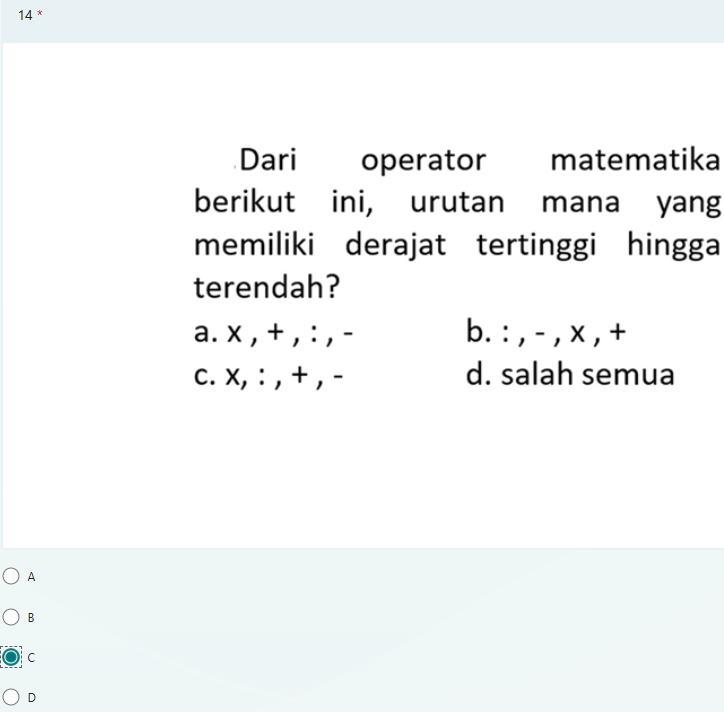 14 *
Dari operator matematika
berikut ini, urutan mana yang
memiliki derajat tertinggi hingga
terendah?
a. x , + , : , - b. : , - , x , +
c. x, : , + , - d. salah semua
A
B
C
D